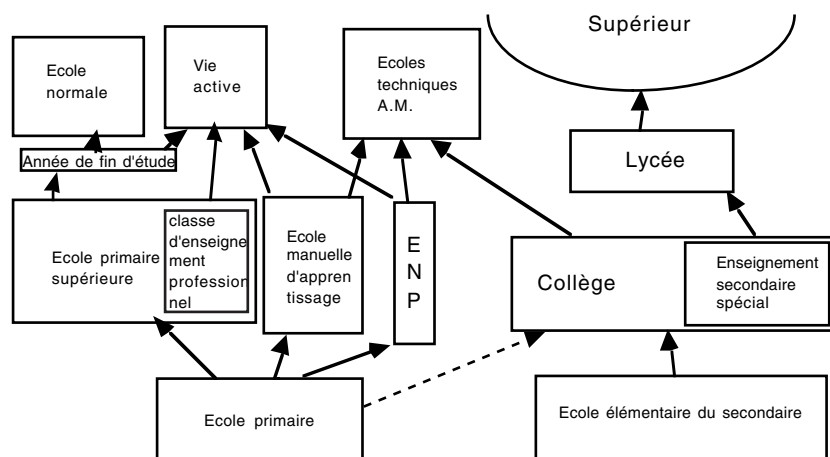 Supérieur
Ecole
normale
Vie
active
Ecoles
techniques
A.M.
Année de fin d'étude
Lycée
Ecole primaire
supérieure
classe
d'enseigne
ment
profession
nel
Ecole
manuelle
d'appren
tissage
E
N
P
Collège
Enseignement
secondaire
spécial
Ecole primaire
Ecole élémentaire du secondaire